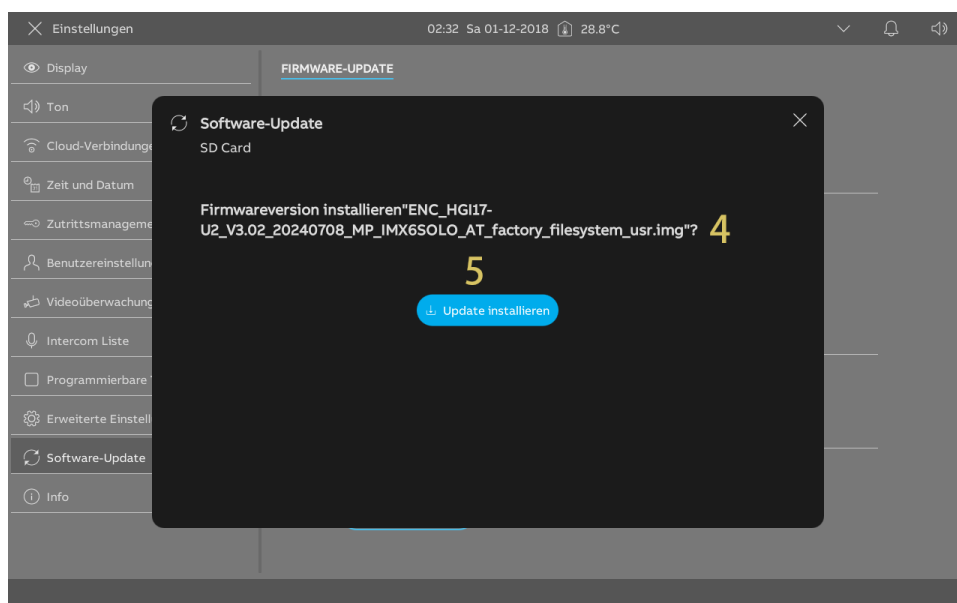 Einstellungen
02:32 Sa 01-12-2018 28.8°C
Display
FIRMWARE-UPDATE
Ton
Software-Update
SD Card
Cloud-Verbindunge
Zeit und Datum
Firmwareversion installieren"ENC_HGI17-
U2_V3.02_20240708_MP_IMX6SOLO_AT_factory_filesystem_usr.img"? 4
Zutrittsmanageme
Benutzereinstellun
5
Videoüberwachung
Update installieren
Intercom Liste
Programmierbare
Erweiterte Einstell
Software-Update
Info